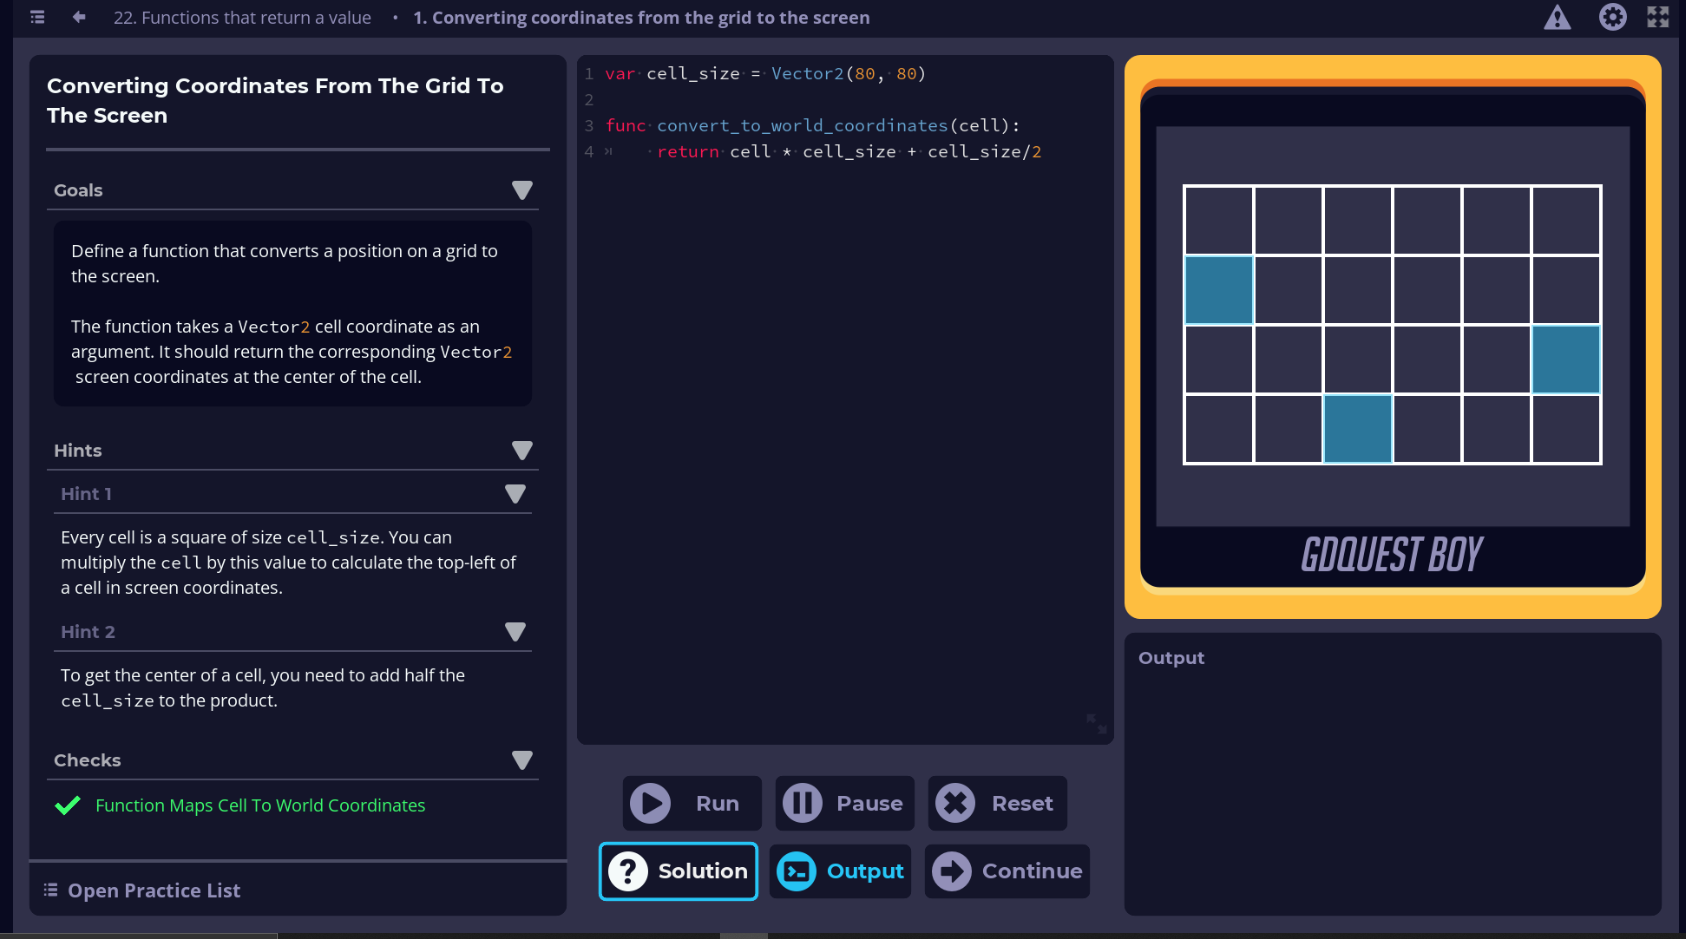 22. Functions that return a value • 1. Converting coordinates from the grid to the screen
Converting Coordinates From The Grid To
The Screen
Goals
Define a function that converts a position on a grid to
the screen.
The function takes a Vector2 cell coordinate as an
argument. It should return the corresponding Vector2
screen coordinates at the center of the cell.
Hints
Hint 1
Every cell is a square of size cell_size. You can
multiply the cell by this value to calculate the top-left of
a cell in screen coordinates.
Hint 2
To get the center of a cell, you need to add half the
cell_size to the product.
Checks
Function Maps Cell To World Coordinates
Open Practice List
1 var cell_size = Vector2(80, 80)
2
3 func convert_to_world_coordinates(cell):
4 return cell * cell_size + cell_size/2
Run
Pause
Reset
Solution
Output
Continue
GDQUEST BOY
Output